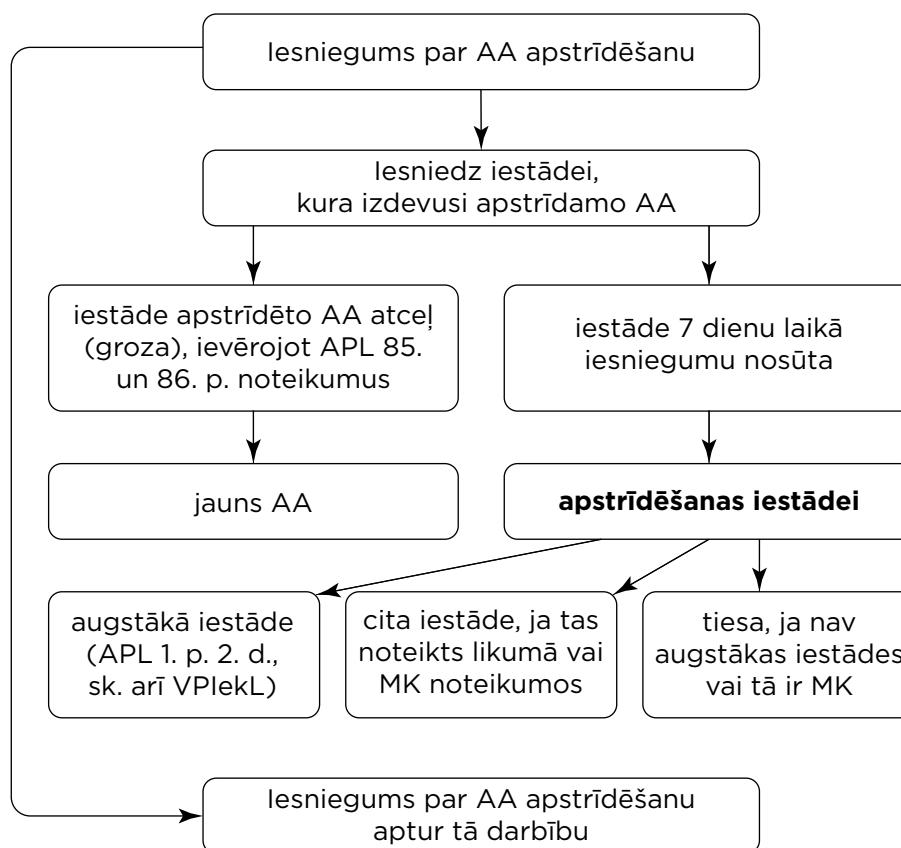 Iesniegums par AA apstrīdēšanu
Iesniedz iestādei,
kura izdevusi apstrīdamo AA
iestāde apstrīdēto AA atceļ
(groza), ievērojot APL 85.
un 86. p. noteikumus
iestāde 7 dienu laikā
iesniegumu nosūta
jauns AA
apstrīdēšanas iestādei
augstākā iestāde
(APL 1. p. 2. d.,
sk. arī VPIekL)
cita iestāde, ja tas
noteikts likumā vai
MK noteikumos
tiesa, ja nav
augstākas iestādes
vai tā ir MK
Iesniegums par AA apstrīdēšanu
aptur tā darbību